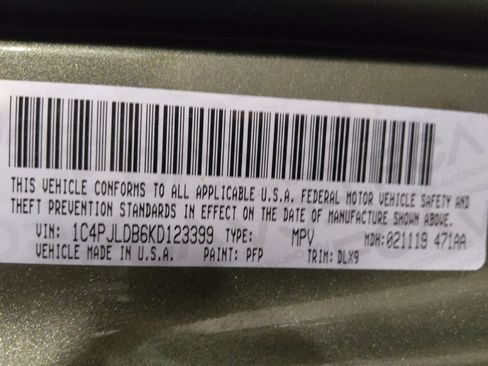 THIS VEHICLE CONFORMS TO ALL APPLICABLE U.S.A. FEDERAL MOTOR VEHICLE SAFETY AND
THEFT PREVENTION STANDARDS IN EFFECT ON THE DATE OF MANUFACTURE SHOWN ABOVE.
VIN: 1C4PJLDB6KD123399 TYPE: MPV MDH:021119 471AA
VEHICLE MADE IN U.S.A. PAINT: PFP TRIM: DLX9